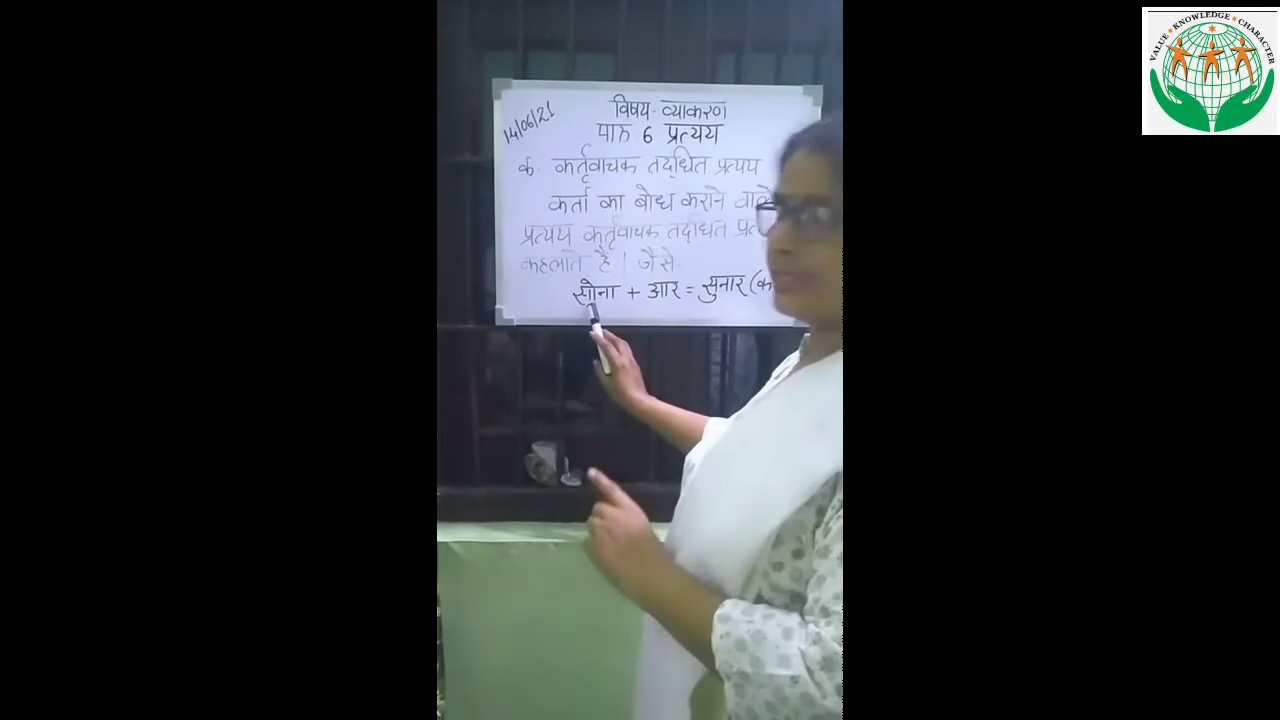 14/06/21
विषय- व्याकरण
पाठ 6 प्रत्यय
क. कर्तृवाचक तद्धित प्रत्यय
कर्ता का बोध कराने वाले
प्रत्यय कर्तृवाचक तद्धित
कहलाते हैं। जैसे-
सोना + आर = सुनार (
VALUE ★ KNOWLEDGE ★ CHARACTER